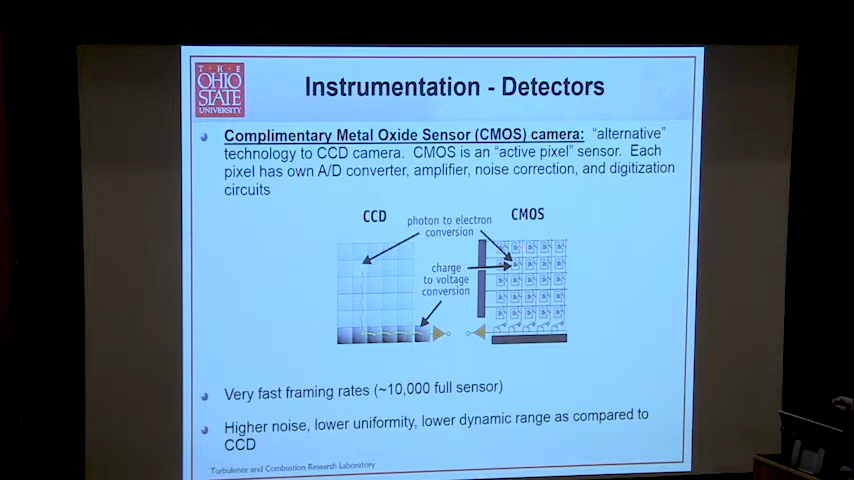 T · H · E
OHIO
STATE
UNIVERSITY
Instrumentation - Detectors
Complimentary Metal Oxide Sensor (CMOS) camera: “alternative”
technology to CCD camera. CMOS is an “active pixel” sensor. Each
pixel has own A/D converter, amplifier, noise correction, and digitization
circuits
CCD
photon to electron
conversion
CMOS
charge
to voltage
conversion
Very fast framing rates (~10,000 full sensor)
Higher noise, lower uniformity, lower dynamic range as compared to
CCD
Turbulence and Combustion Research Laboratory